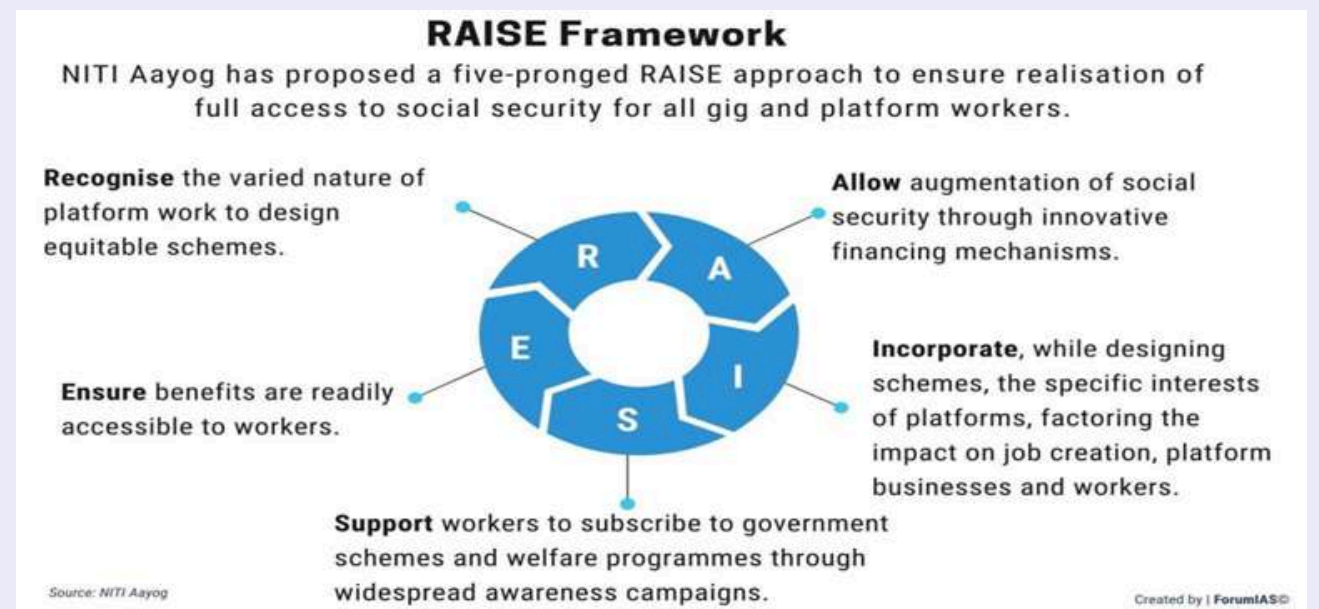 RAISE Framework
NITI Aayog has proposed a five-pronged RAISE approach to ensure realisation of
full access to social security for all gig and platform workers.
Recognise the varied nature of
platform work to design
equitable schemes.
Allow augmentation of social
security through innovative
financing mechanisms.
R
A
I
S
E
Incorporate, while designing
schemes, the specific interests
of platforms, factoring the
impact on job creation, platform
businesses and workers.
Ensure benefits are readily
accessible to workers.
Support workers to subscribe to government
schemes and welfare programmes through
widespread awareness campaigns.
Source: NITI Aayog
Created by | ForumIAS©